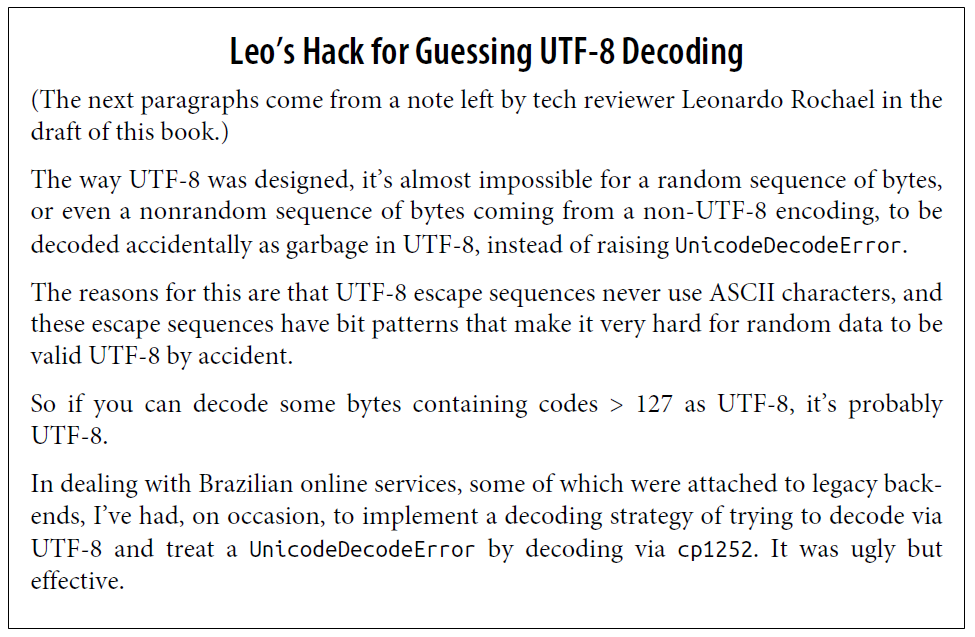 Leo’s Hack for Guessing UTF-8 Decoding
(The next paragraphs come from a note left by tech reviewer Leonardo Rochael in the
draft of this book.)
The way UTF-8 was designed, it’s almost impossible for a random sequence of bytes,
or even a nonrandom sequence of bytes coming from a non-UTF-8 encoding, to be
decoded accidentally as garbage in UTF-8, instead of raising UnicodeDecodeError.
The reasons for this are that UTF-8 escape sequences never use ASCII characters, and
these escape sequences have bit patterns that make it very hard for random data to be
valid UTF-8 by accident.
So if you can decode some bytes containing codes > 127 as UTF-8, it’s probably
UTF-8.
In dealing with Brazilian online services, some of which were attached to legacy back-
ends, I’ve had, on occasion, to implement a decoding strategy of trying to decode via
UTF-8 and treat a UnicodeDecodeError by decoding via cp1252. It was ugly but
effective.